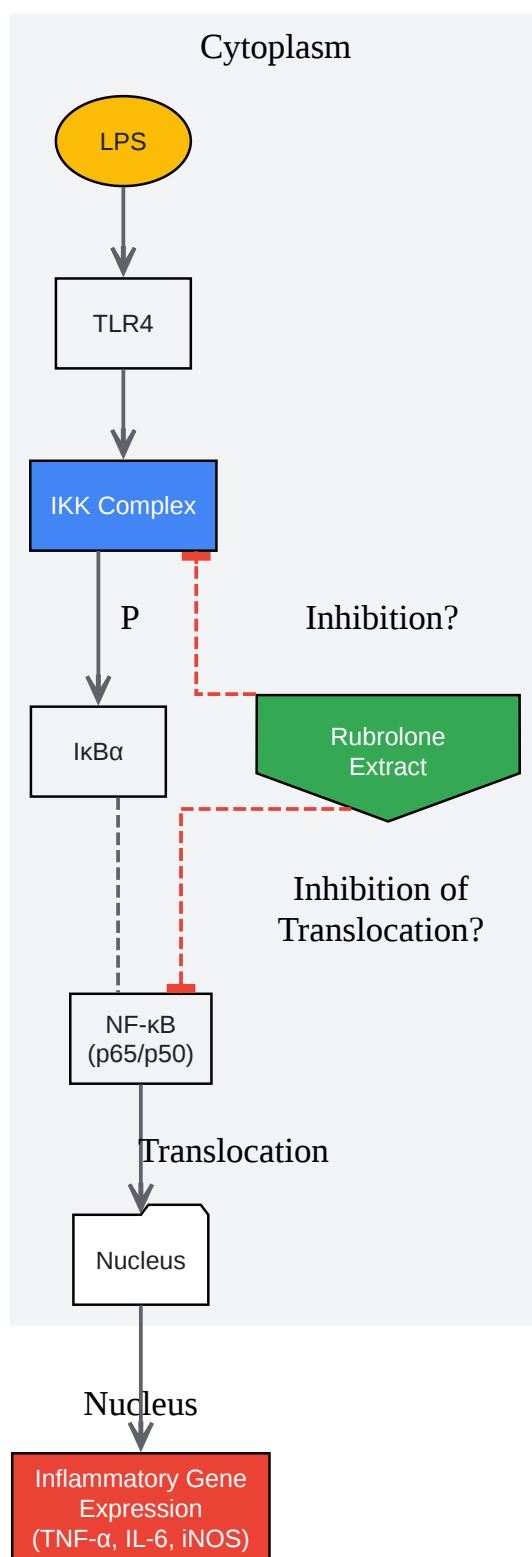 Cytoplasm
LPS
TLR4
IKK Complex
P
Inhibition?
IκBα
Rubrolone
Extract
Inhibition of
Translocation?
NF-κB
(p65/p50)
Translocation
Nucleus
Nucleus
Inflammatory Gene
Expression
(TNF-α, IL-6, iNOS)